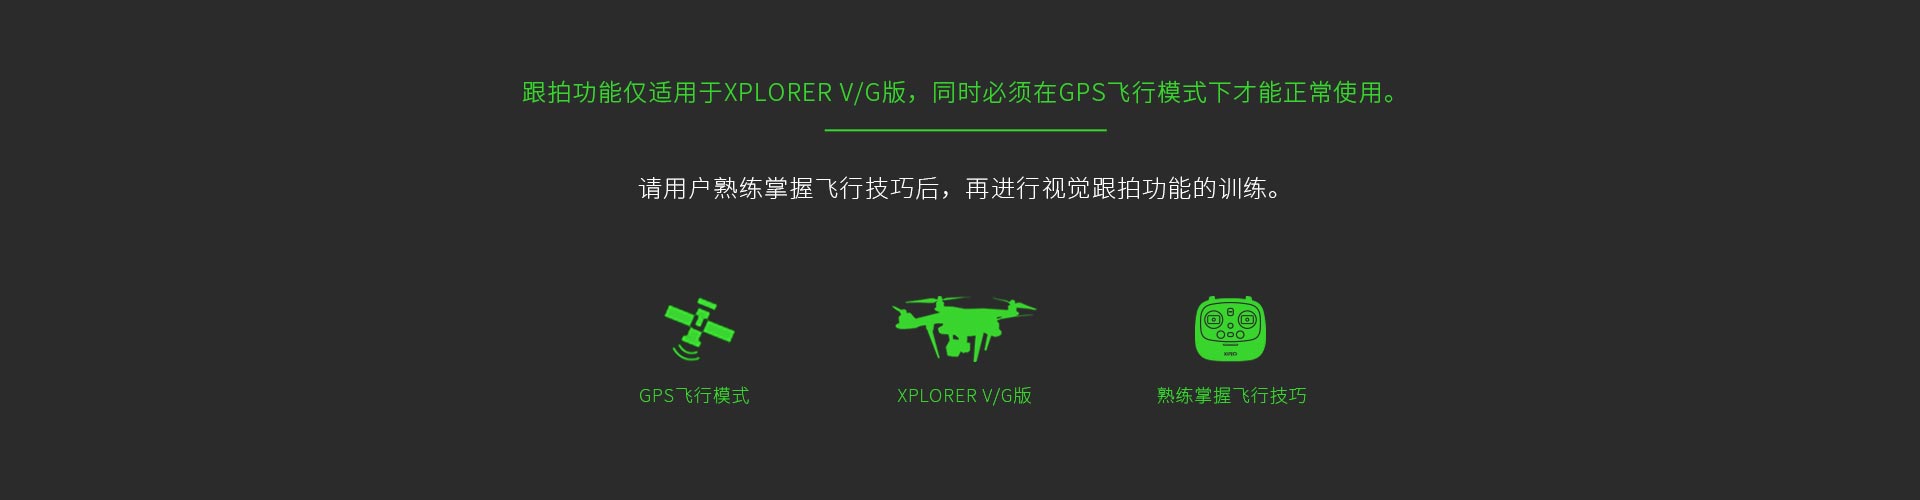 跟拍功能仅适用于XPLORER V/G版，同时必须在GPS飞行模式下才能正常使用。
请用户熟练掌握飞行技巧后，再进行视觉跟拍功能的训练。
GPS飞行模式
XPLORER V/G版
熟练掌握飞行技巧